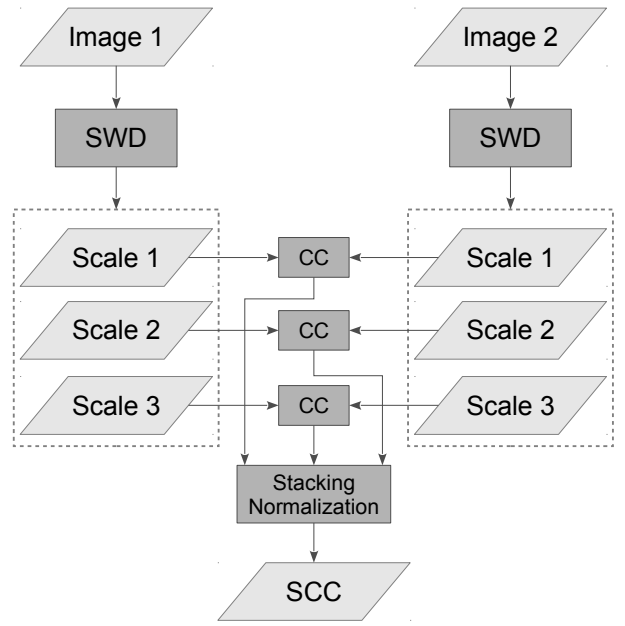 Image 1
Image 2
SWD
SWD
Scale 1
CC
Scale 1
Scale 2
CC
Scale 2
Scale 3
CC
Scale 3
Stacking
Normalization
SCC